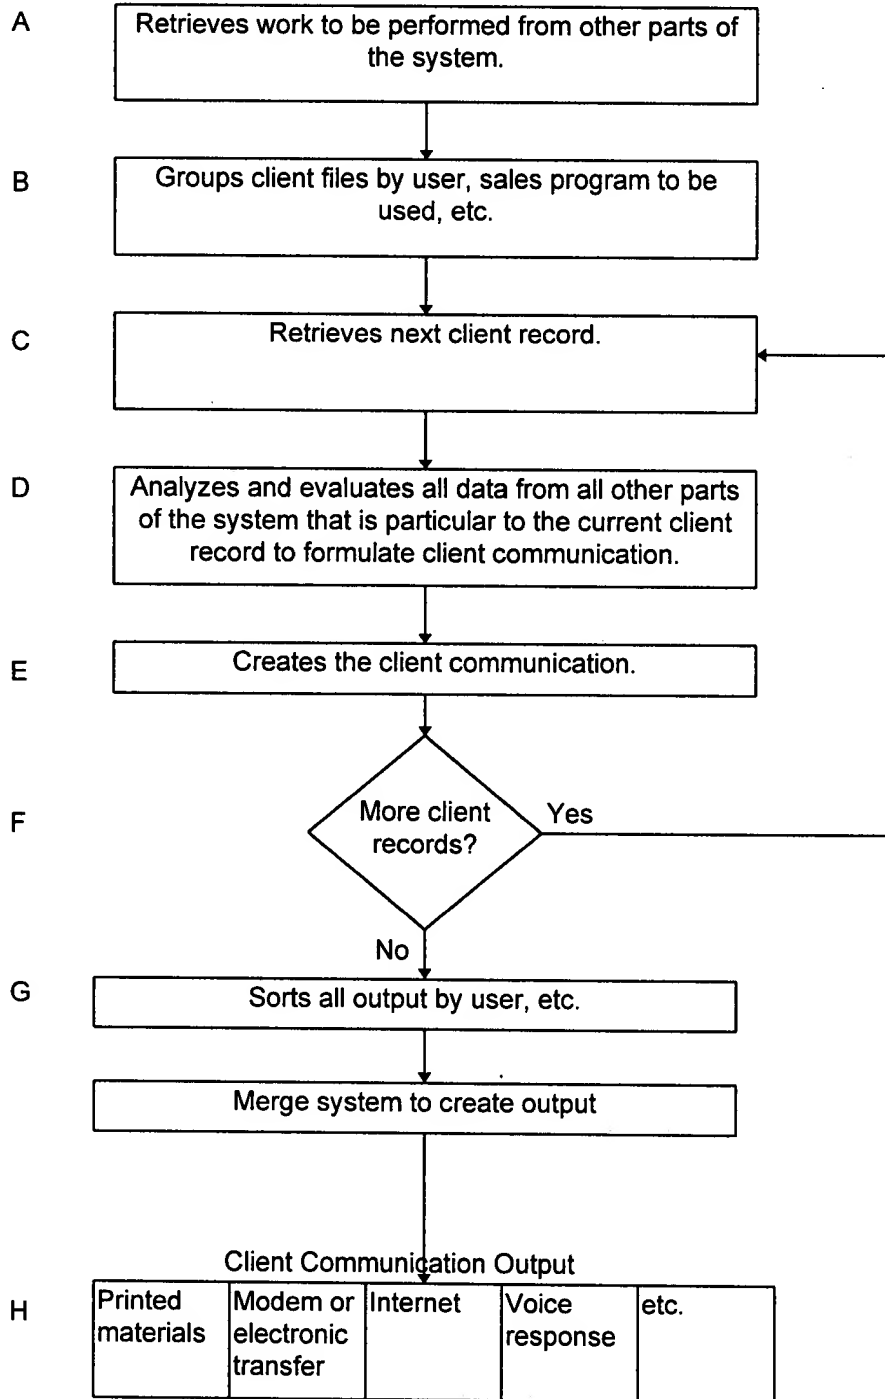 A
Retrieves work to be performed from other parts of
the system.
B
Groups client files by user, sales program to be
used, etc.
C
Retrieves next client record.
D
Analyzes and evaluates all data from all other parts
of the system that is particular to the current client
record to formulate client communication.
E
Creates the client communication.
F
More client
records?
Yes
No
G
Sorts all output by user, etc.
Merge system to create output
Client Communication Output
H
Printed
materials
Modem or
electronic
transfer
Internet
Voice
response
etc.